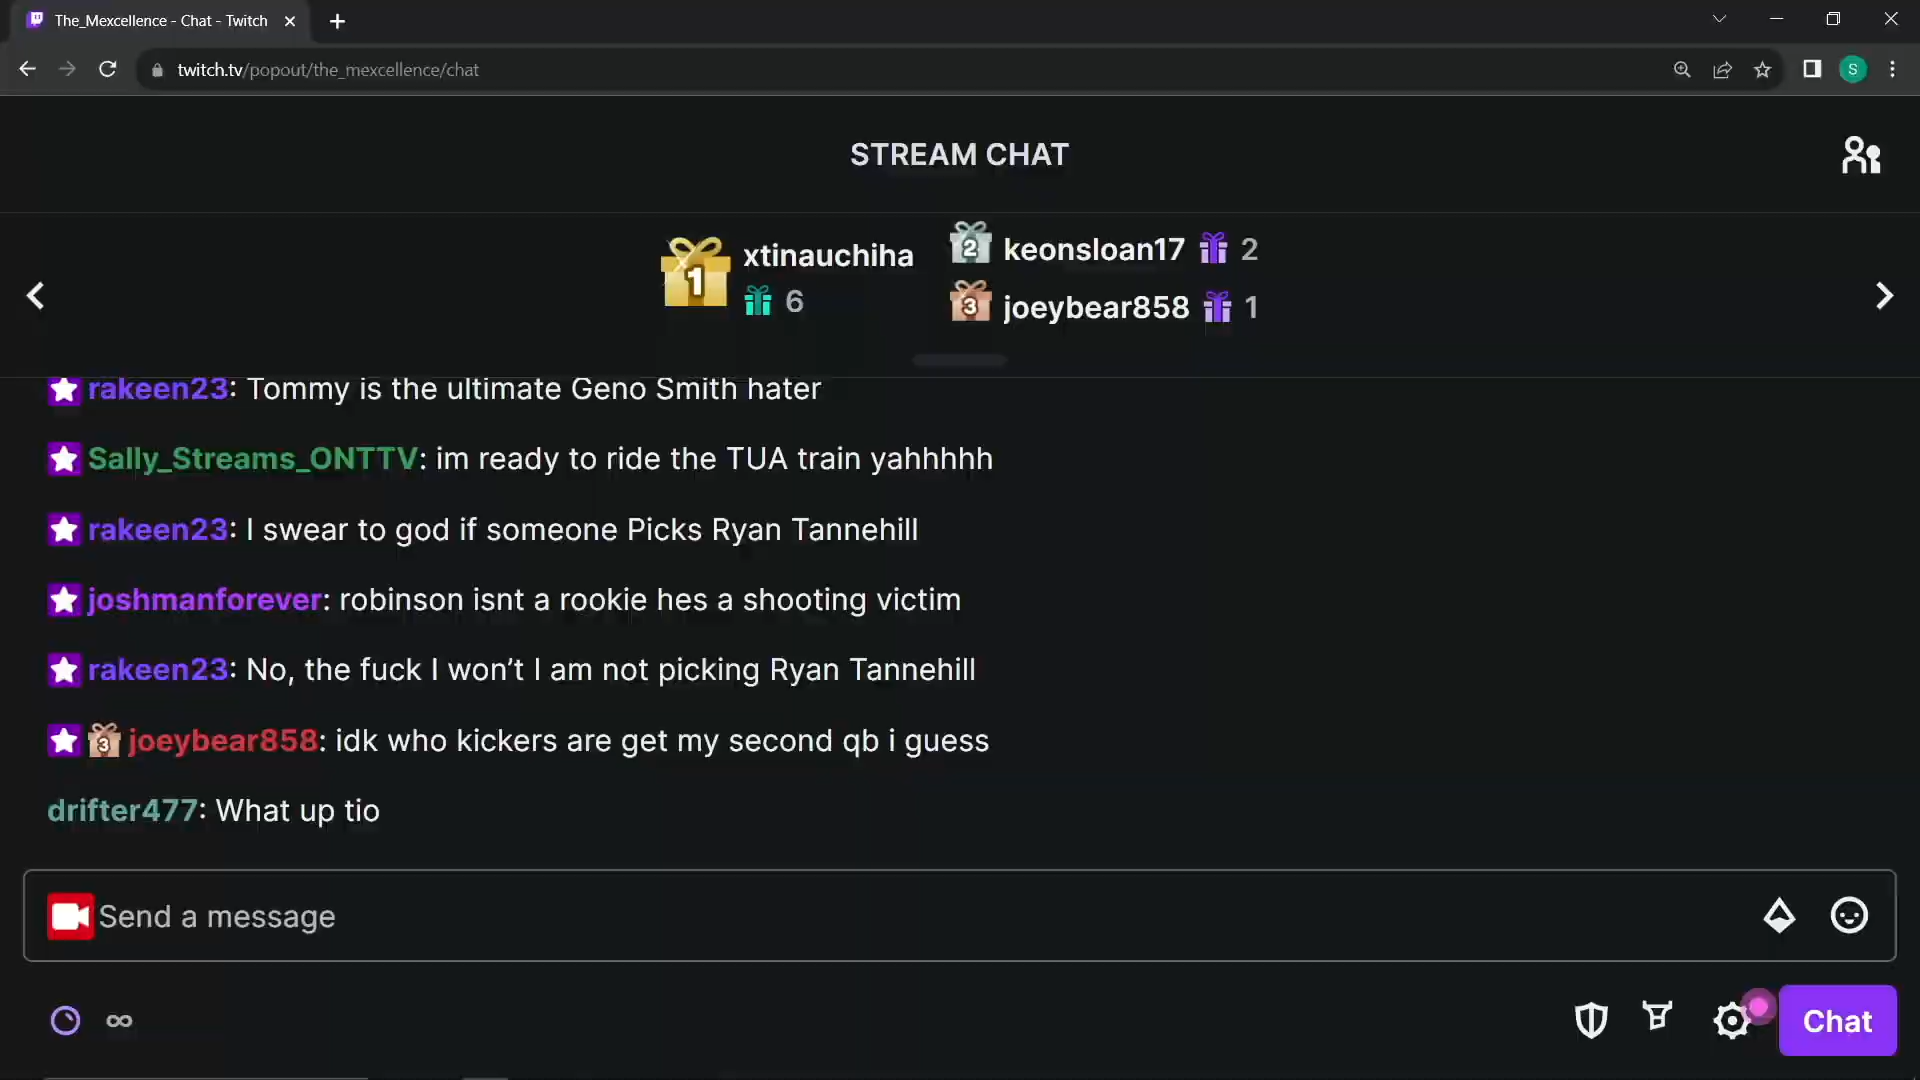 The_Mexcellence - Chat - Twitch
twitch.tv/popout/the_mexcellence/chat
S
STREAM CHAT
1 xtinauchiha 6
2 keonsloan17 2
3 joeybear858 1
rakeen23: Tommy is the ultimate Geno Smith hater
Sally_Streams_ONTTV: im ready to ride the TUA train yahhhhh
rakeen23: I swear to god if someone Picks Ryan Tannehill
joshmanforever: robinson isnt a rookie hes a shooting victim
rakeen23: No, the fuck I won’t I am not picking Ryan Tannehill
3 joeybear858: idk who kickers are get my second qb i guess
drifter477: What up tio
Send a message
Chat